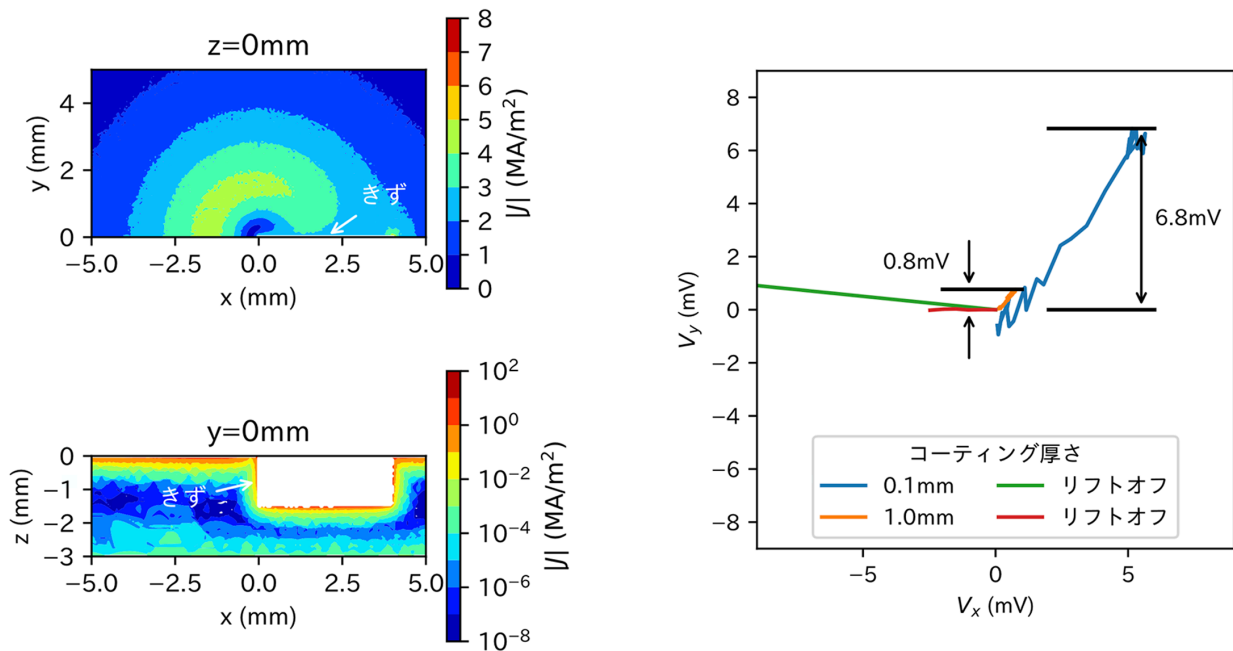 z=0mm
y (mm)
4
2
0
−5.0 −2.5 0.0 2.5 5.0
x (mm)
きず
8
7
6
5
4
3
2
1
0
|J| (MA/m²)
y=0mm
z (mm)
0
−1
−2
−3
−5.0 −2.5 0.0 2.5 5.0
x (mm)
きず
10²
10⁰
10⁻²
10⁻⁴
10⁻⁶
10⁻⁸
|J| (MA/m²)
V_y (mV)
8
6
4
2
0
−2
−4
−6
−8
−5 0 5
V_x (mV)
0.8mV
6.8mV
コーティング厚さ
0.1mm リフトオフ
1.0mm リフトオフ